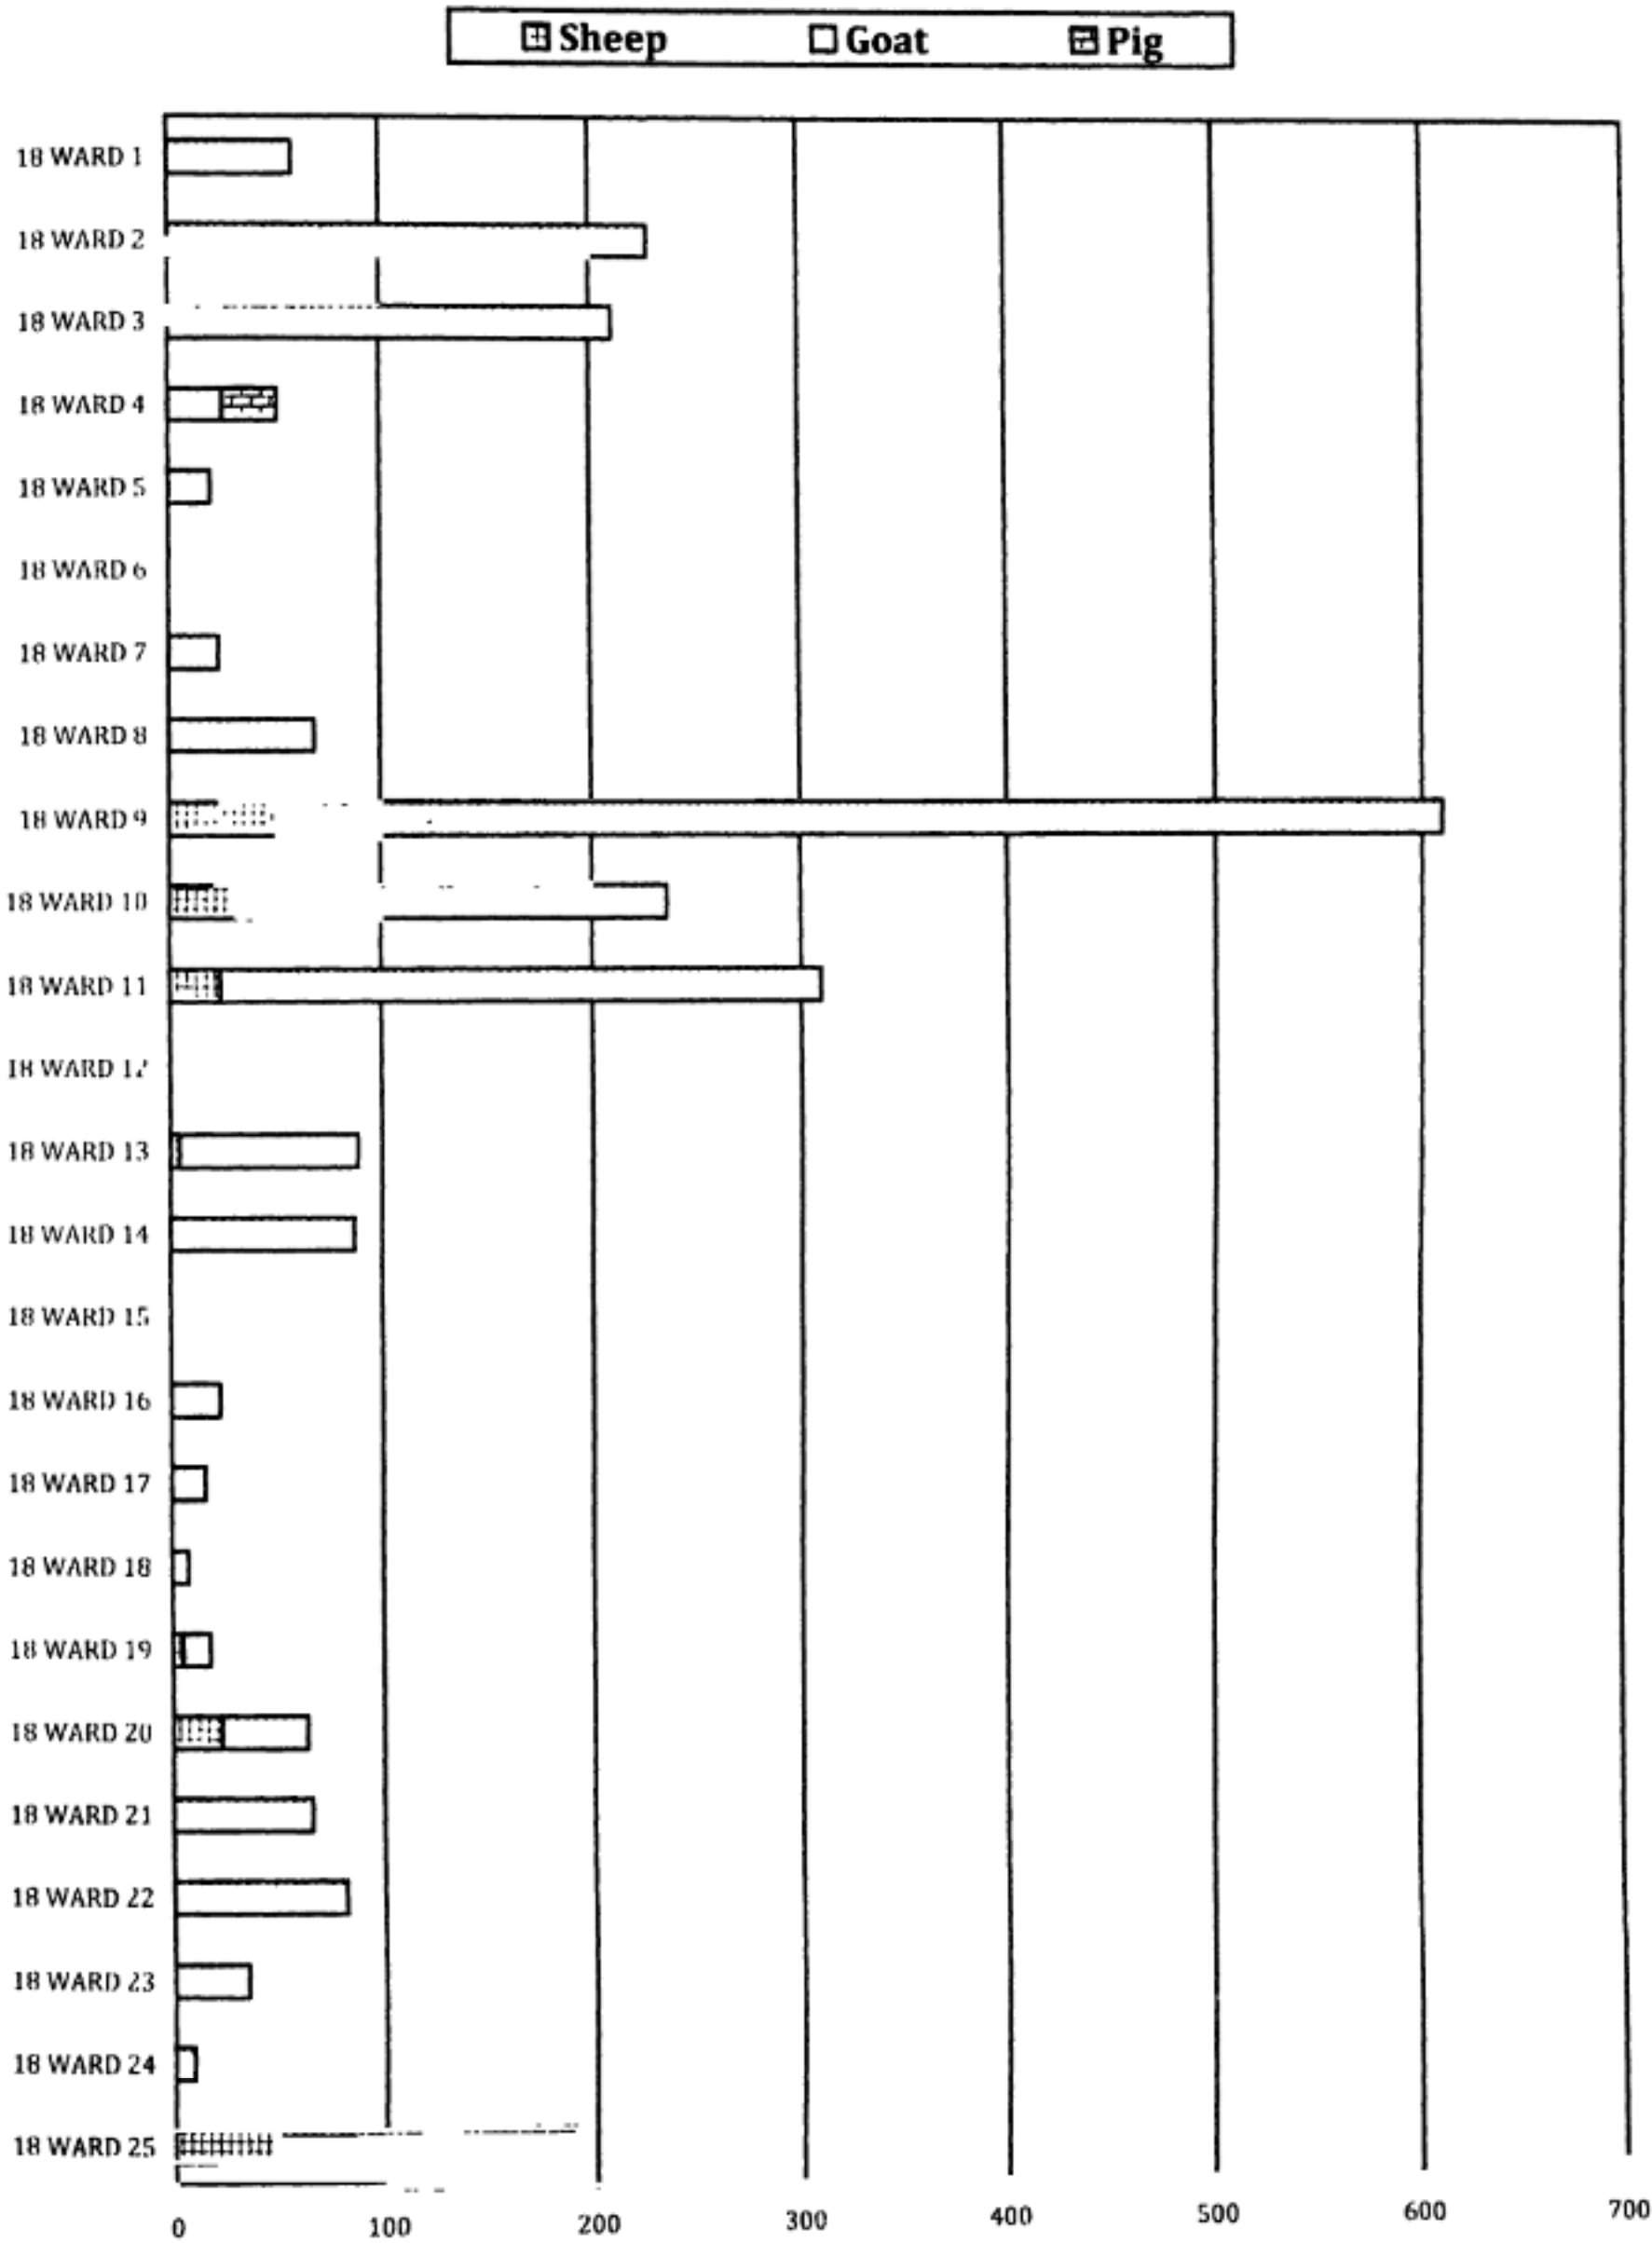 Sheep Goat Pig
18 WARD 1
18 WARD 2
18 WARD 3
18 WARD 4
18 WARD 5
18 WARD 6
18 WARD 7
18 WARD 8
18 WARD 9
18 WARD 10
18 WARD 11
18 WARD 12
18 WARD 13
18 WARD 14
18 WARD 15
18 WARD 16
18 WARD 17
18 WARD 18
18 WARD 19
18 WARD 20
18 WARD 21
18 WARD 22
18 WARD 23
18 WARD 24
18 WARD 25
0 100 200 300 400 500 600 700